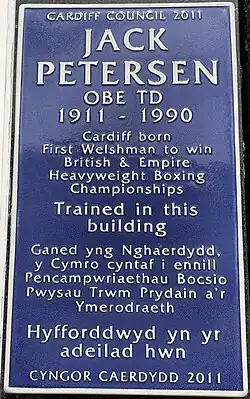 CARDIFF COUNCIL 2011
JACK
PETERSEN
OBE TD
1911 - 1990
Cardiff born
First Welshman to win
British & Empire
Heavyweight Boxing
Championships
Trained in this
building
Ganed yng Nghaerdydd,
y Cymro cyntaf i ennill
Pencampwriaethau Bocsio
Pwysau Trwm Prydain a'r
Ymerodraeth
Hyfforddwyd yn yr
adeilad hwn
CYNGOR CAERDYDD 2011